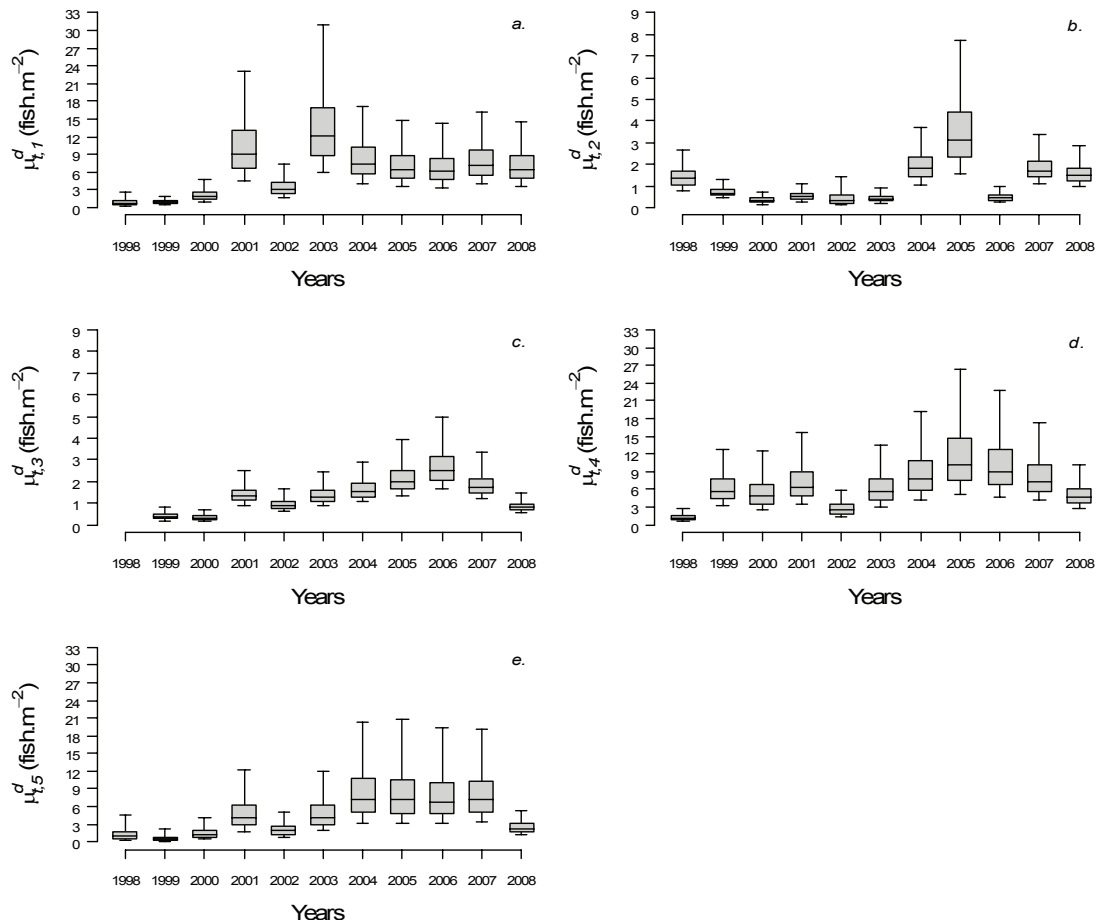 a.
μ^d_{t,1} (fish.m^{−2})
33
30
27
24
21
18
15
12
9
6
3
0
1998 1999 2000 2001 2002 2003 2004 2005 2006 2007 2008
Years
b.
μ^d_{t,2} (fish.m^{−2})
9
8
7
6
5
4
3
2
1
0
1998 1999 2000 2001 2002 2003 2004 2005 2006 2007 2008
Years
c.
μ^d_{t,3} (fish.m^{−2})
9
8
7
6
5
4
3
2
1
0
1998 1999 2000 2001 2002 2003 2004 2005 2006 2007 2008
Years
d.
μ^d_{t,4} (fish.m^{−2})
33
30
27
24
21
18
15
12
9
6
3
0
1998 1999 2000 2001 2002 2003 2004 2005 2006 2007 2008
Years
e.
μ^d_{t,5} (fish.m^{−2})
33
30
27
24
21
18
15
12
9
6
3
0
1998 1999 2000 2001 2002 2003 2004 2005 2006 2007 2008
Years